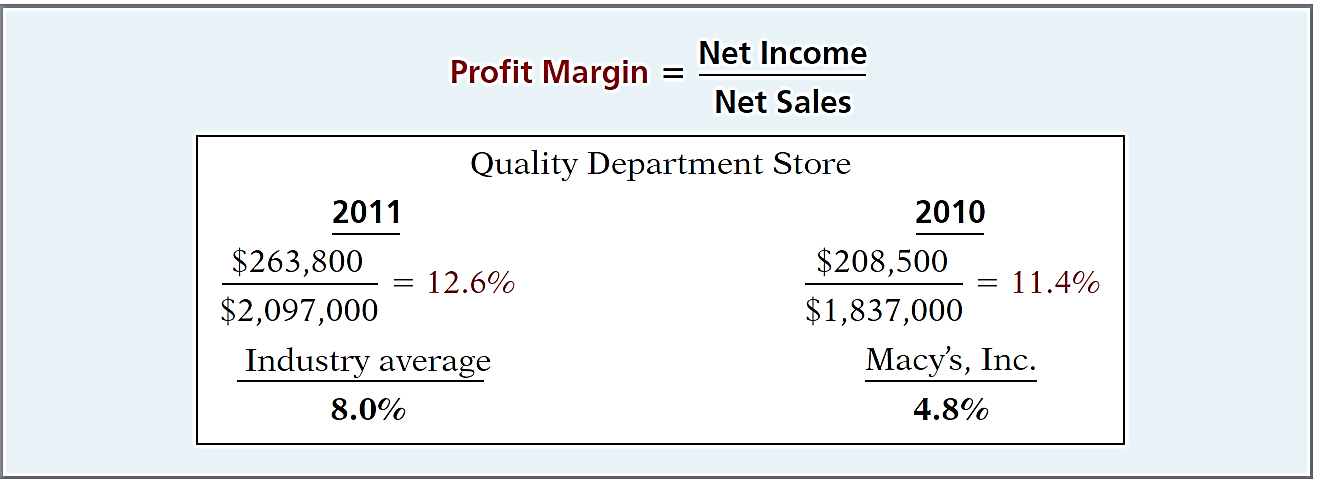 Profit Margin = Net Income / Net Sales
Quality Department Store
2011 2010
$263,800 / $2,097,000 = 12.6% $208,500 / $1,837,000 = 11.4%
Industry average Macy's, Inc.
8.0% 4.8%